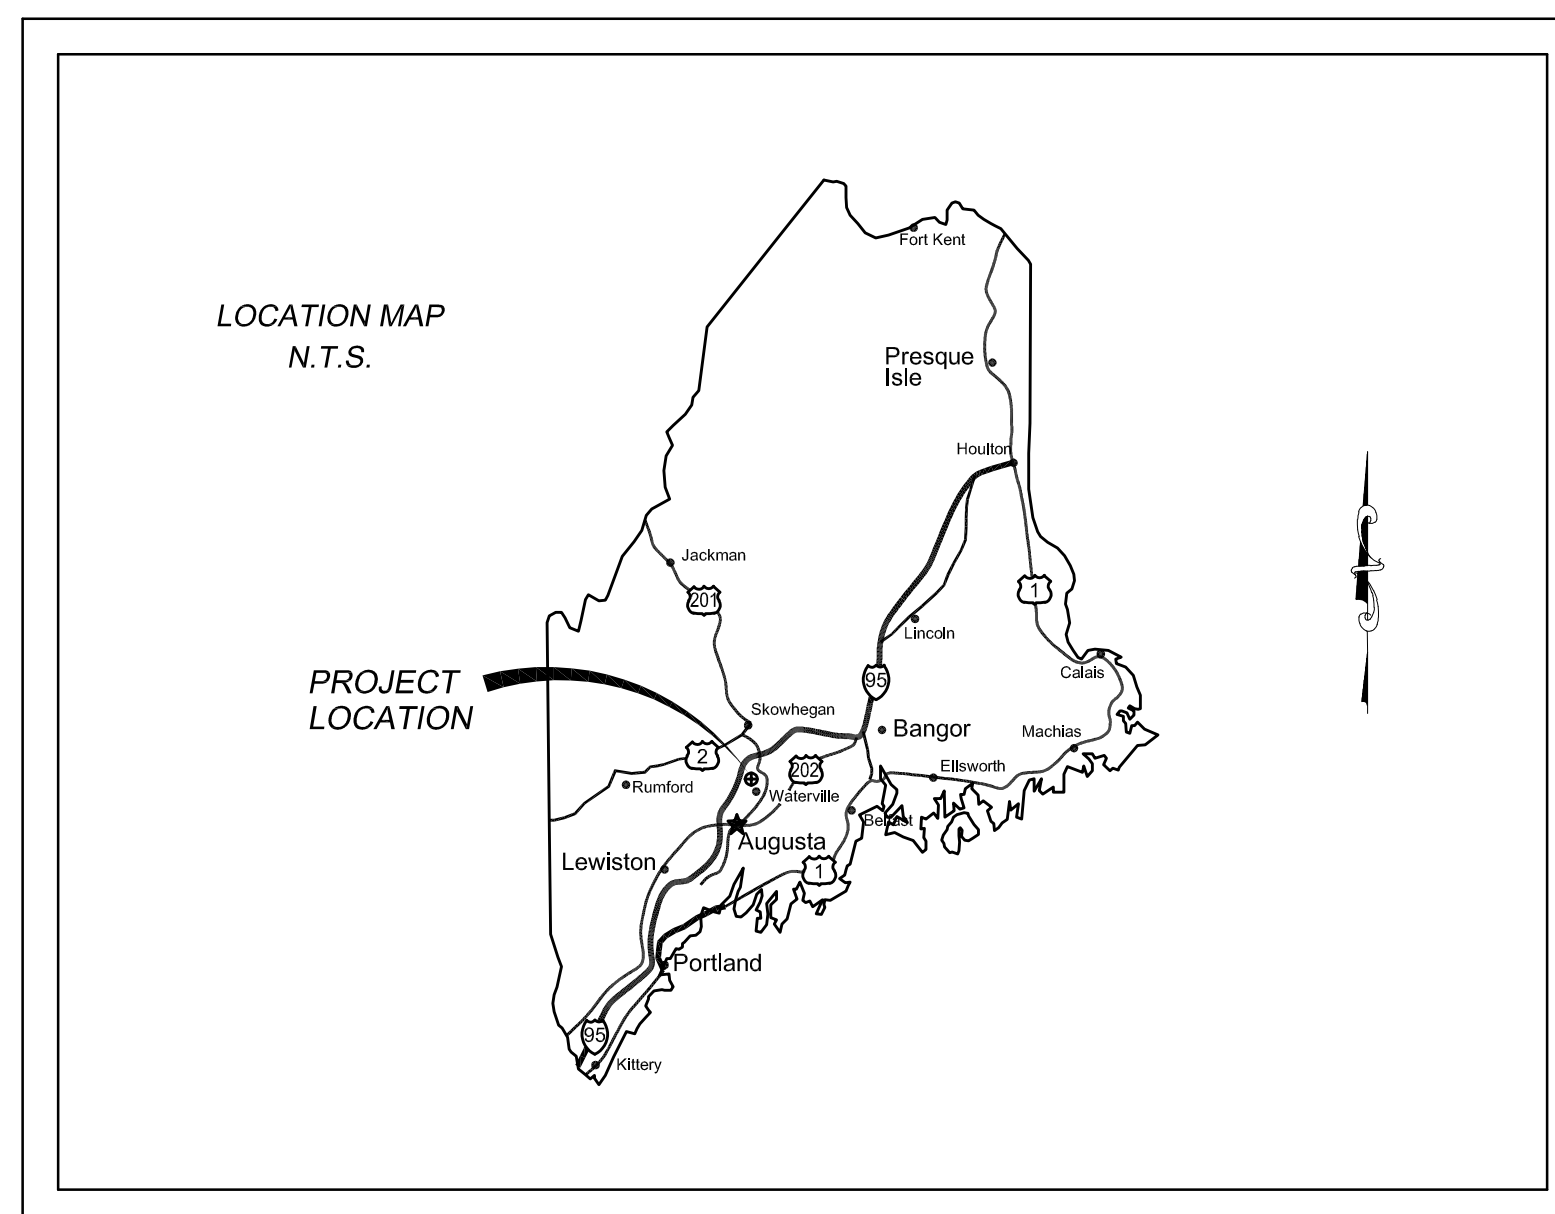 LOCATION MAP
N.T.S.
Fort Kent
Presque
Isle
Houlton
Jackman
201
1
Lincoln
Calais
95
PROJECT
LOCATION
Skowhegan
Bangor
Machias
2
202
Ellsworth
Rumford
Waterville
Belfast
Augusta
Lewiston
1
Portland
95
Kittery